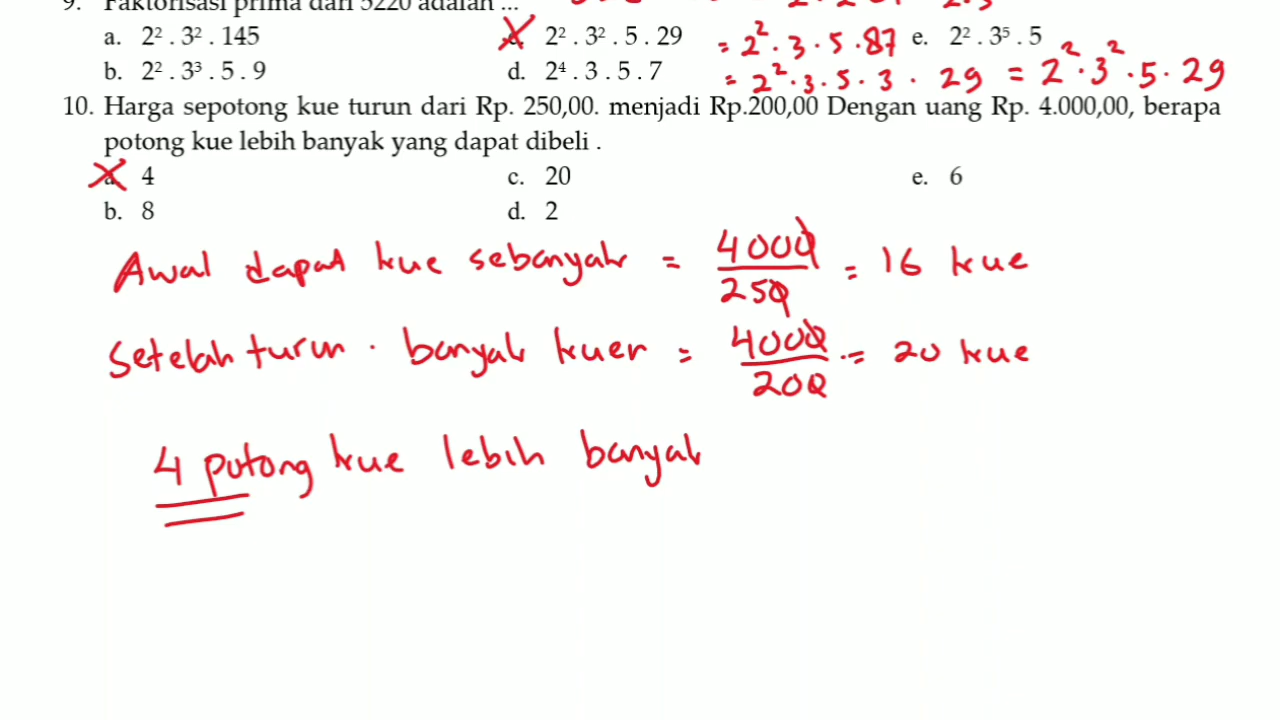 9. Faktorisasi prima dari 5220 adalah ...
a. 2² . 3² . 145
2² . 3² . 5 . 29
= 2² . 3 . 5 . 87
e. 2² . 3⁵ . 5
b. 2² . 3³ . 5 . 9
d. 2⁴ . 3 . 5 . 7
= 2² . 3 . 5 . 3 . 29 = 2² . 3² . 5 . 29
10. Harga sepotong kue turun dari Rp. 250,00. menjadi Rp.200,00 Dengan uang Rp. 4.000,00, berapa
potong kue lebih banyak yang dapat dibeli .
a. 4
c. 20
e. 6
b. 8
d. 2
Awal dapat kue sebanyak = 4000/250 = 16 kue
Setelah turun . banyak kuen = 4000/200 .= 20 kue
4 potong kue lebih banyak